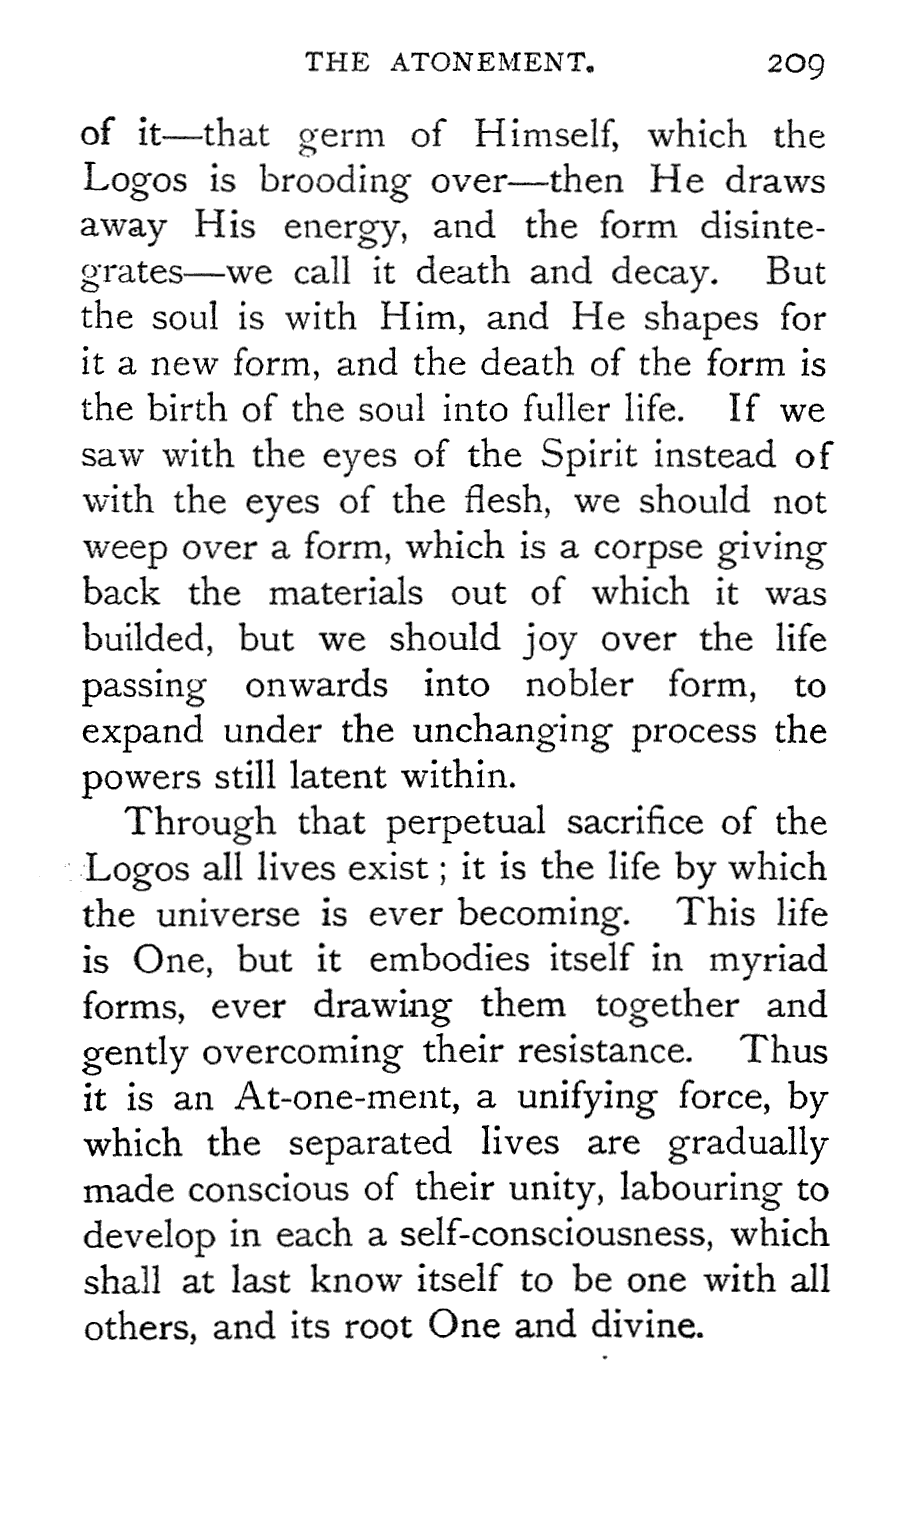 THE ATONEMENT. 209
of it—that germ of Himself, which the
Logos is brooding over—then He draws
away His energy, and the form disinte-
grates—we call it death and decay. But
the soul is with Him, and He shapes for
it a new form, and the death of the form is
the birth of the soul into fuller life. If we
saw with the eyes of the Spirit instead of
with the eyes of the flesh, we should not
weep over a form, which is a corpse giving
back the materials out of which it was
builded, but we should joy over the life
passing onwards into nobler form, to
expand under the unchanging process the
powers still latent within.
Through that perpetual sacrifice of the
Logos all lives exist ; it is the life by which
the universe is ever becoming. This life
is One, but it embodies itself in myriad
forms, ever drawing them together and
gently overcoming their resistance. Thus
it is an At-one-ment, a unifying force, by
which the separated lives are gradually
made conscious of their unity, labouring to
develop in each a self-consciousness, which
shall at last know itself to be one with all
others, and its root One and divine.